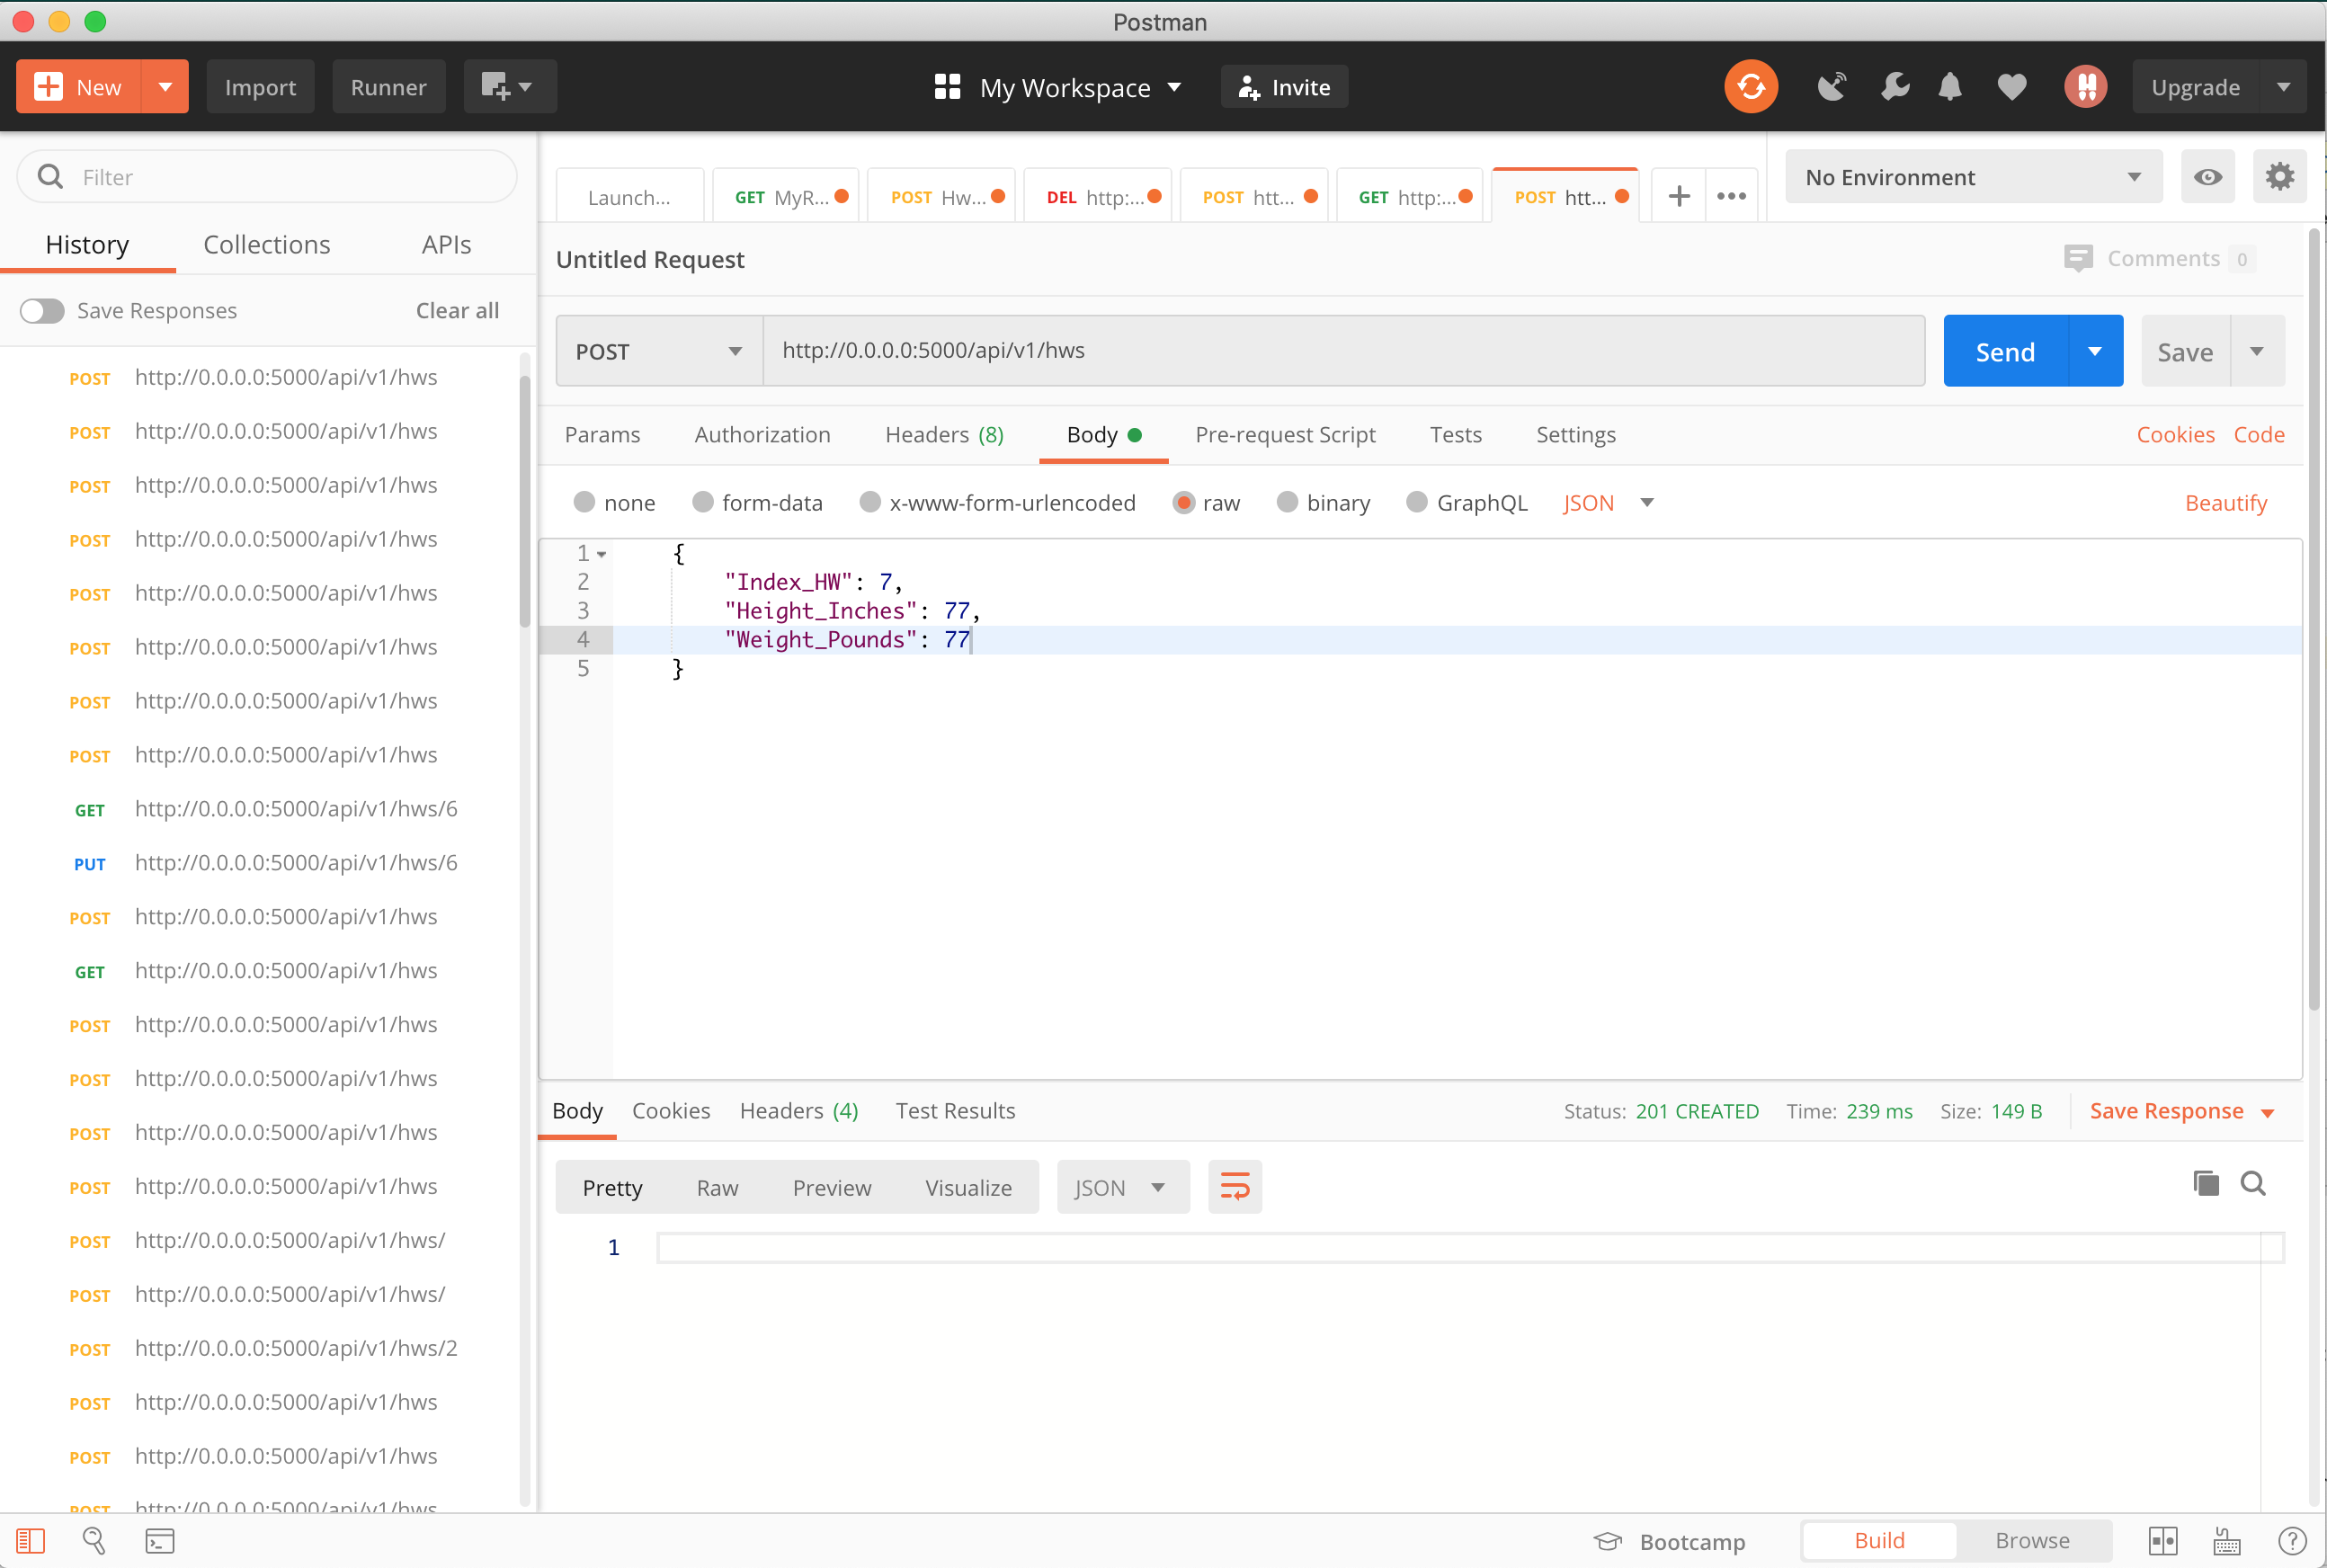 Postman
New
Import
Runner
My Workspace
Invite
Upgrade
Filter
History
Collections
APIs
Save Responses
Clear all
POST http://0.0.0.0:5000/api/v1/hws
POST http://0.0.0.0:5000/api/v1/hws
POST http://0.0.0.0:5000/api/v1/hws
POST http://0.0.0.0:5000/api/v1/hws
POST http://0.0.0.0:5000/api/v1/hws
POST http://0.0.0.0:5000/api/v1/hws
POST http://0.0.0.0:5000/api/v1/hws
POST http://0.0.0.0:5000/api/v1/hws
GET http://0.0.0.0:5000/api/v1/hws/6
PUT http://0.0.0.0:5000/api/v1/hws/6
POST http://0.0.0.0:5000/api/v1/hws
GET http://0.0.0.0:5000/api/v1/hws
POST http://0.0.0.0:5000/api/v1/hws
POST http://0.0.0.0:5000/api/v1/hws
POST http://0.0.0.0:5000/api/v1/hws
POST http://0.0.0.0:5000/api/v1/hws
POST http://0.0.0.0:5000/api/v1/hws/
POST http://0.0.0.0:5000/api/v1/hws/
POST http://0.0.0.0:5000/api/v1/hws/2
POST http://0.0.0.0:5000/api/v1/hws
POST http://0.0.0.0:5000/api/v1/hws
POST http://0.0.0.0:5000/api/v1/hws
Launch...
GET MyR...
POST Hw...
DEL http:...
POST htt...
GET http:...
POST htt...
No Environment
Untitled Request
Comments 0
POST
http://0.0.0.0:5000/api/v1/hws
Send
Save
Params
Authorization
Headers (8)
Body
Pre-request Script
Tests
Settings
Cookies
Code
none
form-data
x-www-form-urlencoded
raw
binary
GraphQL
JSON
Beautify
1 {
2 "Index_HW": 7,
3 "Height_Inches": 77,
4 "Weight_Pounds": 77
5 }
Body
Cookies
Headers (4)
Test Results
Status: 201 CREATED
Time: 239 ms
Size: 149 B
Save Response
Pretty
Raw
Preview
Visualize
JSON
1
Bootcamp
Build
Browse